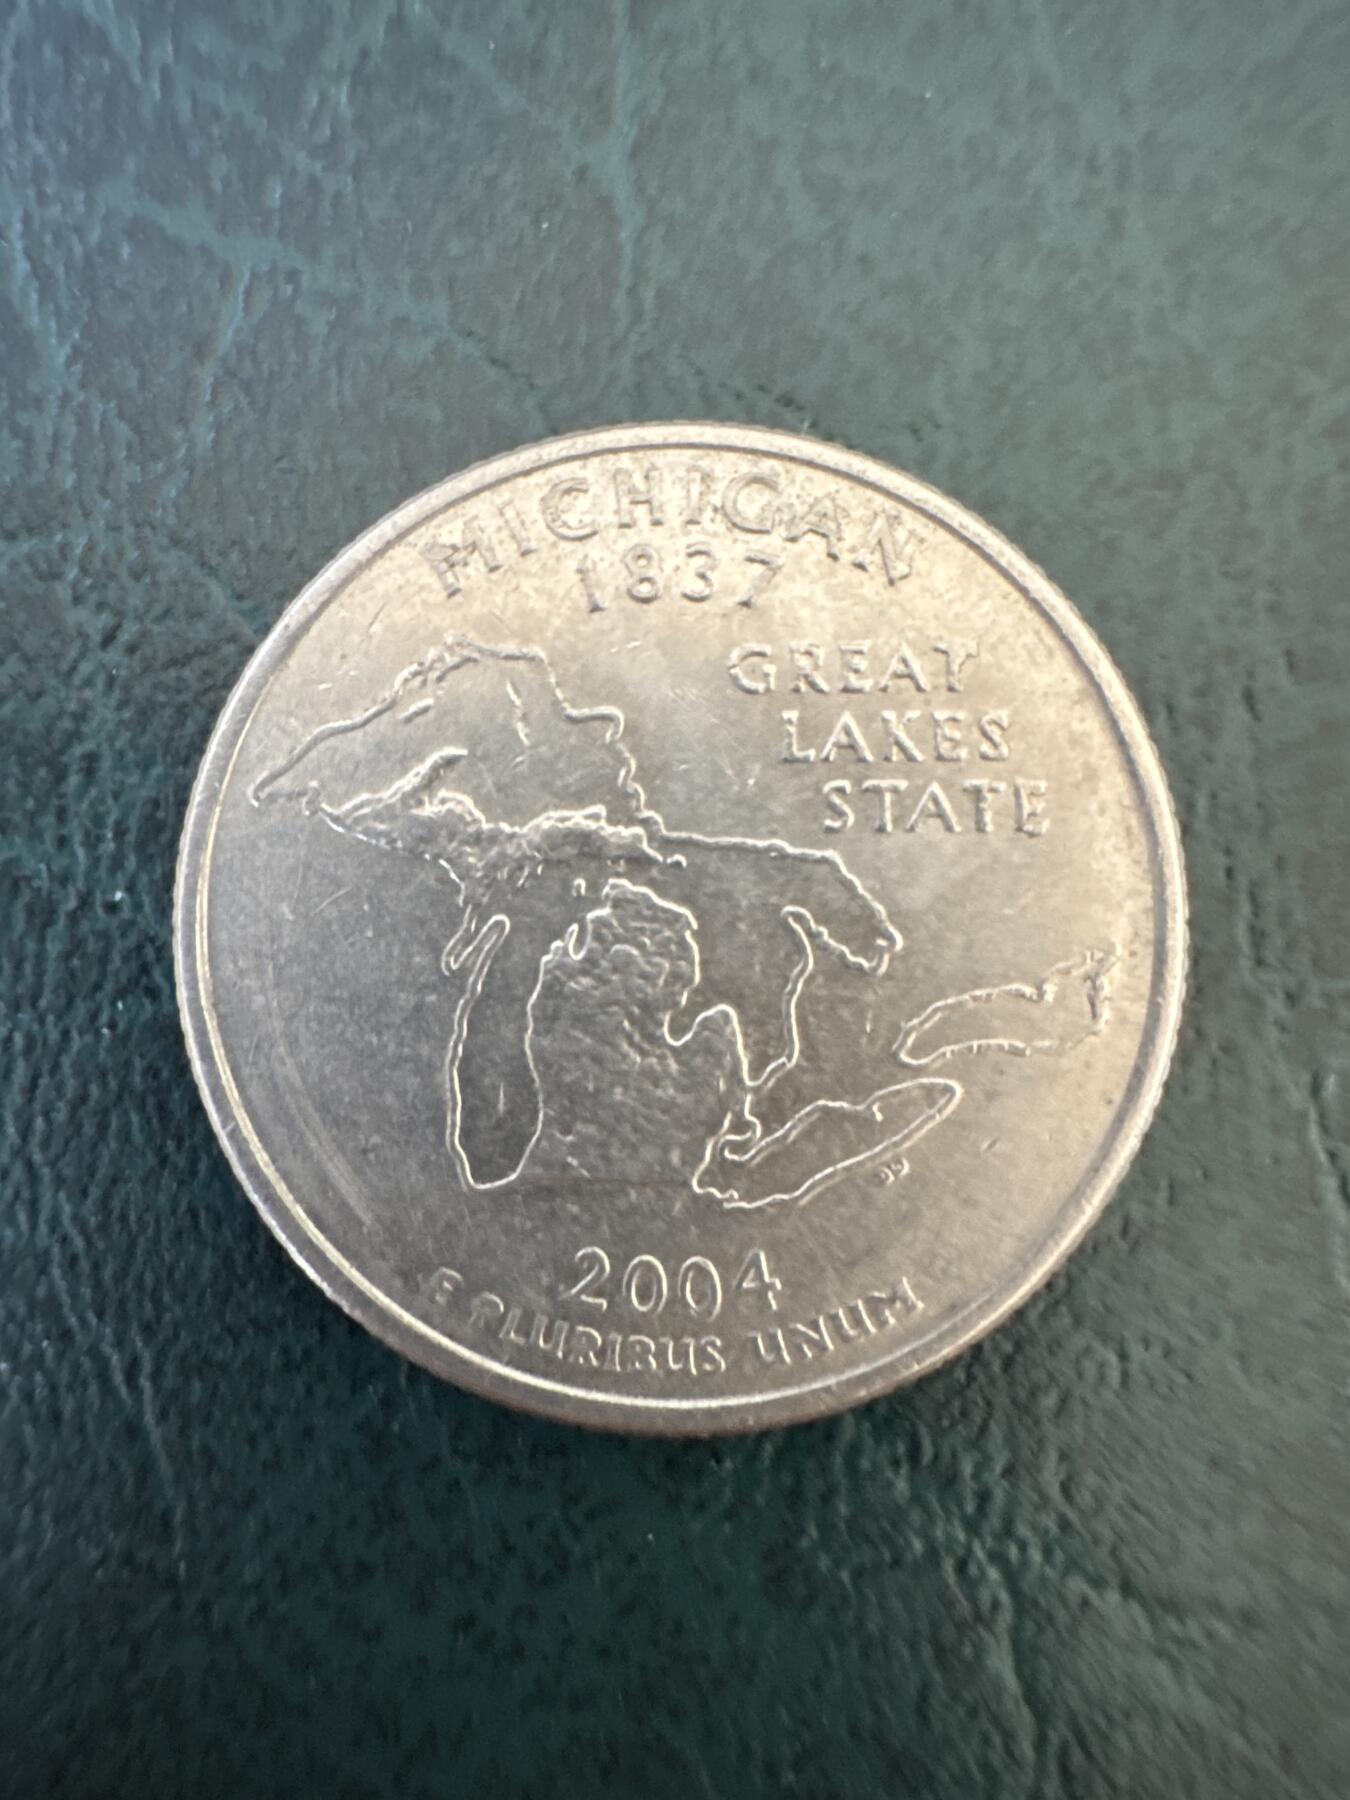 MICHIGAN
1837
GREAT
LAKES
STATE
2004
E PLURIBUS UNUM